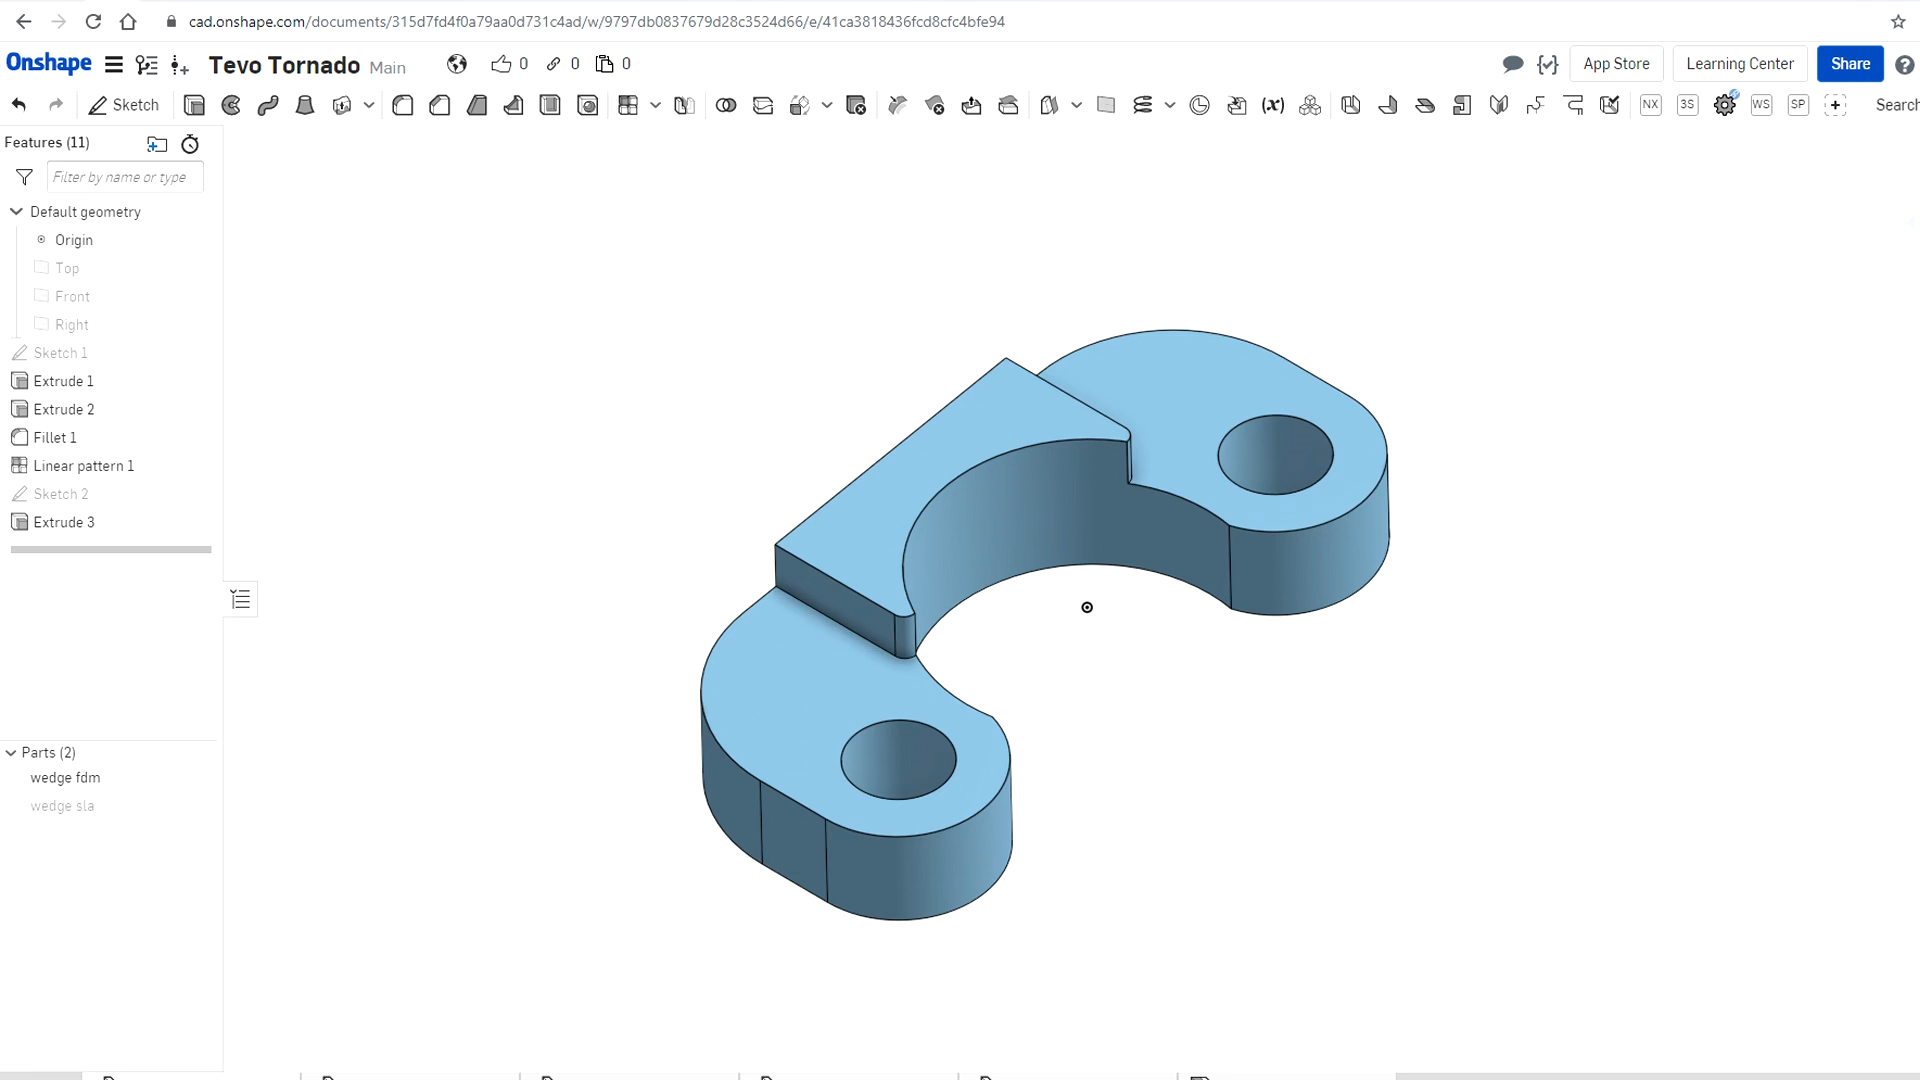 cad.onshape.com/documents/315d7fd4f0a79aa0d731c4ad/w/9797db0837679d28c3524d66/e/41ca3818436fcd8cfc4bfe94
Onshape Tevo Tornado Main 0 0 0 App Store Learning Center Share ?
Sketch (x) NX 3S WS SP Search
Features (11)
Filter by name or type
Default geometry
Origin
Top
Front
Right
Sketch 1
Extrude 1
Extrude 2
Fillet 1
Linear pattern 1
Sketch 2
Extrude 3
Parts (2)
wedge fdm
wedge sla